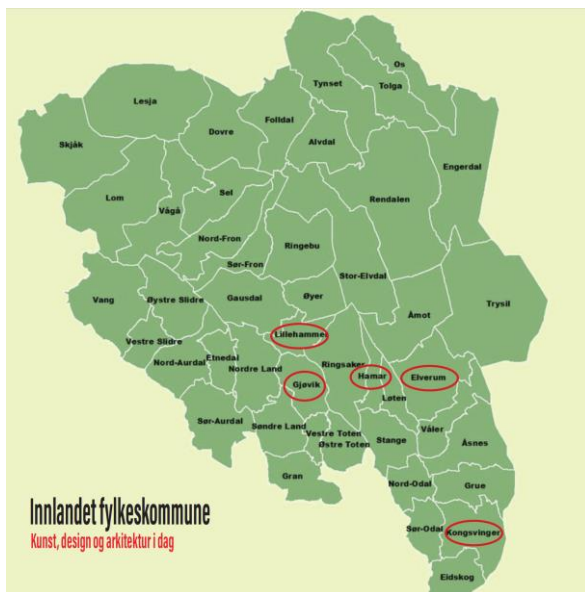 Os
Tynset
Tolga
Lesja
Folldal
Dovre
Alvdal
Skjåk
Engerdal
Sel
Rendalen
Lom
Vågå
Nord-Fron
Ringebu
Sør-Fron
Stor-Elvdal
Vang
Øystre Slidre
Gausdal
Øyer
Trysil
Åmot
Lillehammer
Vestre Slidre
Etnedal
Nord-Aurdal
Nordre Land
Ringsaker
Hamar
Elverum
Gjøvik
Løten
Sør-Aurdal
Søndre Land
Vestre Toten
Østre Toten
Stange
Våler
Åsnes
Gran
Nord-Odal
Grue
Innlandet fylkeskommune
Kunst, design og arkitektur i dag
Sør-Odal
Kongsvinger
Eidskog